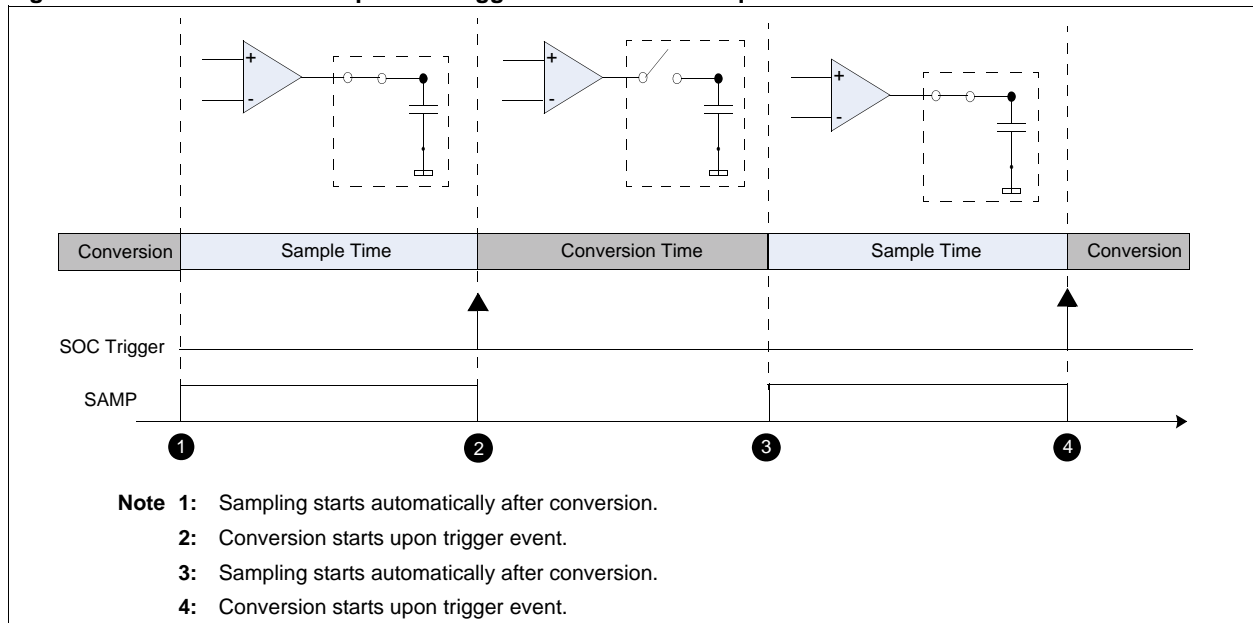 +
-
+
-
+
-
Conversion Sample Time Conversion Time Sample Time Conversion
SOC Trigger
SAMP
1 2 3 4
Note 1: Sampling starts automatically after conversion.
2: Conversion starts upon trigger event.
3: Sampling starts automatically after conversion.
4: Conversion starts upon trigger event.